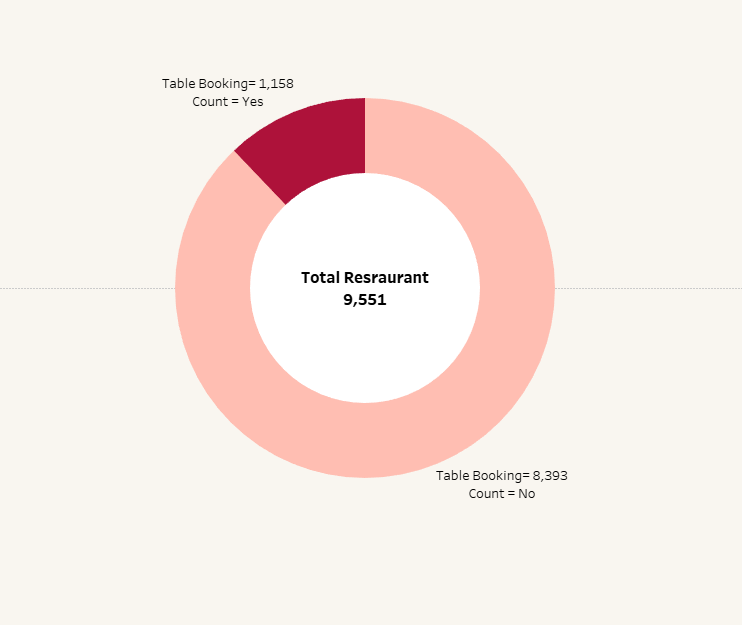 Table Booking= 1,158
Count = Yes
Total Resraurant
9,551
Table Booking= 8,393
Count = No